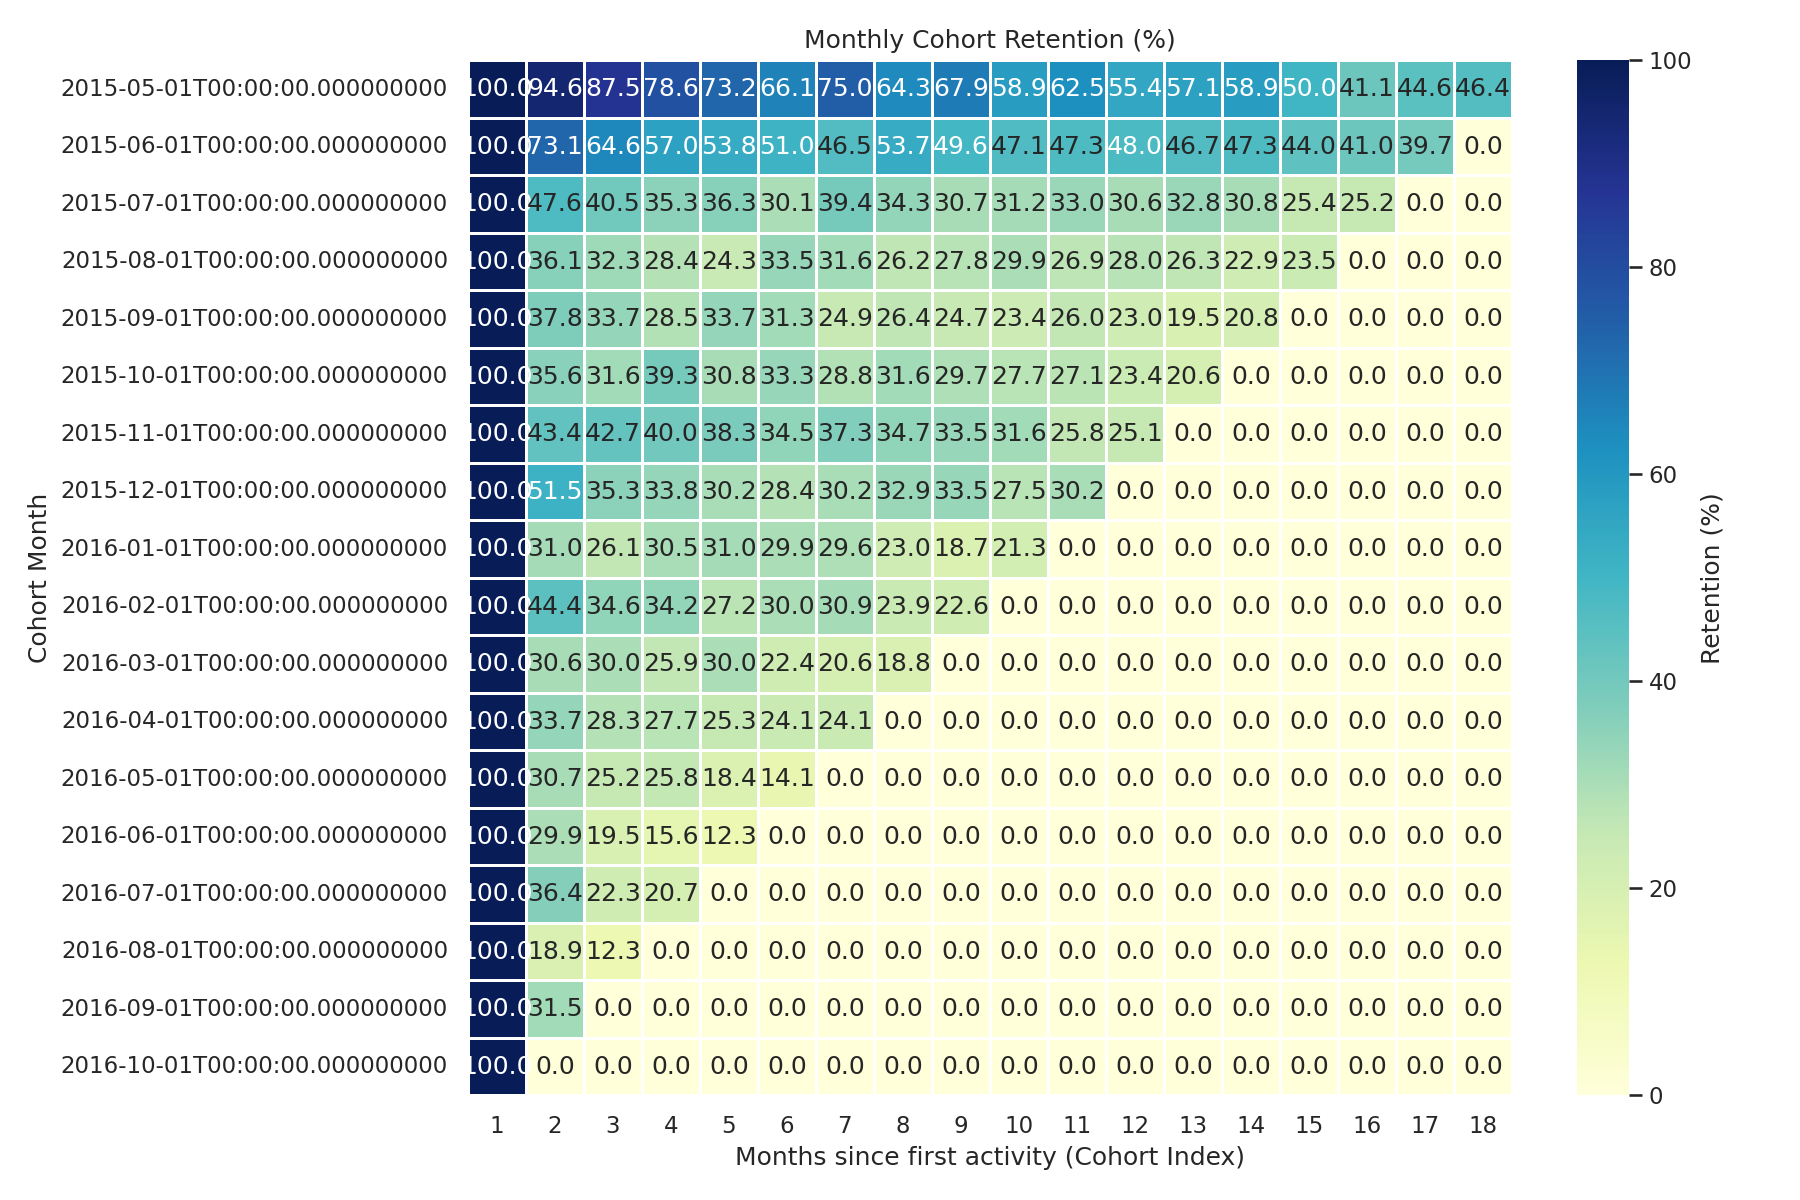 Monthly Cohort Retention (%)
2015-05-01T00:00:00.000000000 100.0 94.6 87.5 78.6 73.2 66.1 75.0 64.3 67.9 58.9 62.5 55.4 57.1 58.9 50.0 41.1 44.6 46.4
2015-06-01T00:00:00.000000000 100.0 73.1 64.6 57.0 53.8 51.0 46.5 53.7 49.6 47.1 47.3 48.0 46.7 47.3 44.0 41.0 39.7 0.0
2015-07-01T00:00:00.000000000 100.0 47.6 40.5 35.3 36.3 30.1 39.4 34.3 30.7 31.2 33.0 30.6 32.8 30.8 25.4 25.2 0.0 0.0
2015-08-01T00:00:00.000000000 100.0 36.1 32.3 28.4 24.3 33.5 31.6 26.2 27.8 29.9 26.9 28.0 26.3 22.9 23.5 0.0 0.0 0.0
2015-09-01T00:00:00.000000000 100.0 37.8 33.7 28.5 33.7 31.3 24.9 26.4 24.7 23.4 26.0 23.0 19.5 20.8 0.0 0.0 0.0 0.0
2015-10-01T00:00:00.000000000 100.0 35.6 31.6 39.3 30.8 33.3 28.8 31.6 29.7 27.7 27.1 23.4 20.6 0.0 0.0 0.0 0.0 0.0
2015-11-01T00:00:00.000000000 100.0 43.4 42.7 40.0 38.3 34.5 37.3 34.7 33.5 31.6 25.8 25.1 0.0 0.0 0.0 0.0 0.0 0.0
2015-12-01T00:00:00.000000000 100.0 51.5 35.3 33.8 30.2 28.4 30.2 32.9 33.5 27.5 30.2 0.0 0.0 0.0 0.0 0.0 0.0 0.0
2016-01-01T00:00:00.000000000 100.0 31.0 26.1 30.5 31.0 29.9 29.6 23.0 18.7 21.3 0.0 0.0 0.0 0.0 0.0 0.0 0.0 0.0
2016-02-01T00:00:00.000000000 100.0 44.4 34.6 34.2 27.2 30.0 30.9 23.9 22.6 0.0 0.0 0.0 0.0 0.0 0.0 0.0 0.0 0.0
2016-03-01T00:00:00.000000000 100.0 30.6 30.0 25.9 30.0 22.4 20.6 18.8 0.0 0.0 0.0 0.0 0.0 0.0 0.0 0.0 0.0 0.0
2016-04-01T00:00:00.000000000 100.0 33.7 28.3 27.7 25.3 24.1 24.1 0.0 0.0 0.0 0.0 0.0 0.0 0.0 0.0 0.0 0.0 0.0
2016-05-01T00:00:00.000000000 100.0 30.7 25.2 25.8 18.4 14.1 0.0 0.0 0.0 0.0 0.0 0.0 0.0 0.0 0.0 0.0 0.0 0.0
2016-06-01T00:00:00.000000000 100.0 29.9 19.5 15.6 12.3 0.0 0.0 0.0 0.0 0.0 0.0 0.0 0.0 0.0 0.0 0.0 0.0 0.0
2016-07-01T00:00:00.000000000 100.0 36.4 22.3 20.7 0.0 0.0 0.0 0.0 0.0 0.0 0.0 0.0 0.0 0.0 0.0 0.0 0.0 0.0
2016-08-01T00:00:00.000000000 100.0 18.9 12.3 0.0 0.0 0.0 0.0 0.0 0.0 0.0 0.0 0.0 0.0 0.0 0.0 0.0 0.0 0.0
2016-09-01T00:00:00.000000000 100.0 31.5 0.0 0.0 0.0 0.0 0.0 0.0 0.0 0.0 0.0 0.0 0.0 0.0 0.0 0.0 0.0 0.0
2016-10-01T00:00:00.000000000 100.0 0.0 0.0 0.0 0.0 0.0 0.0 0.0 0.0 0.0 0.0 0.0 0.0 0.0 0.0 0.0 0.0 0.0
1 2 3 4 5 6 7 8 9 10 11 12 13 14 15 16 17 18
Months since first activity (Cohort Index)
Cohort Month
100
80
60
40
20
0
Retention (%)